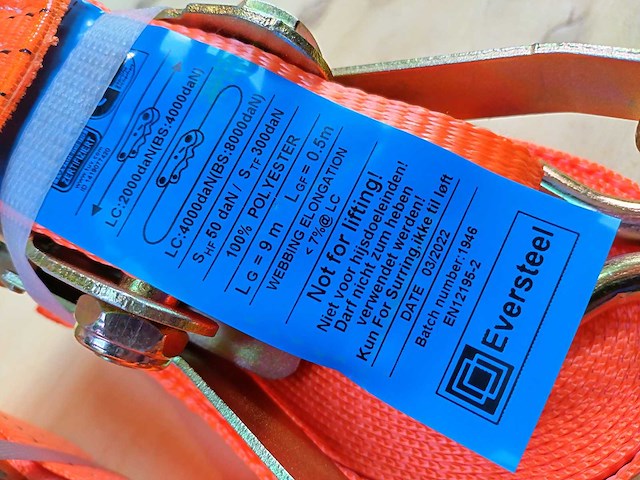 ZERTIFIZIERT
LC:2000daN(BS:4000daN)
LC:4000daN(BS:8000daN)
SHF 50 daN / STF 300daN
100% POLYESTER
LG = 9 m LGF = 0.5m
WEBBING ELONGATION
< 7%@ LC
Not for lifting!
Niet voor hijsdoeleinden!
Darf nicht zum heben
verwendet werden!
Kun For Surring ikke til løft
DATE 03/2022
Batch number: 1946
EN12195-2
Eversteel